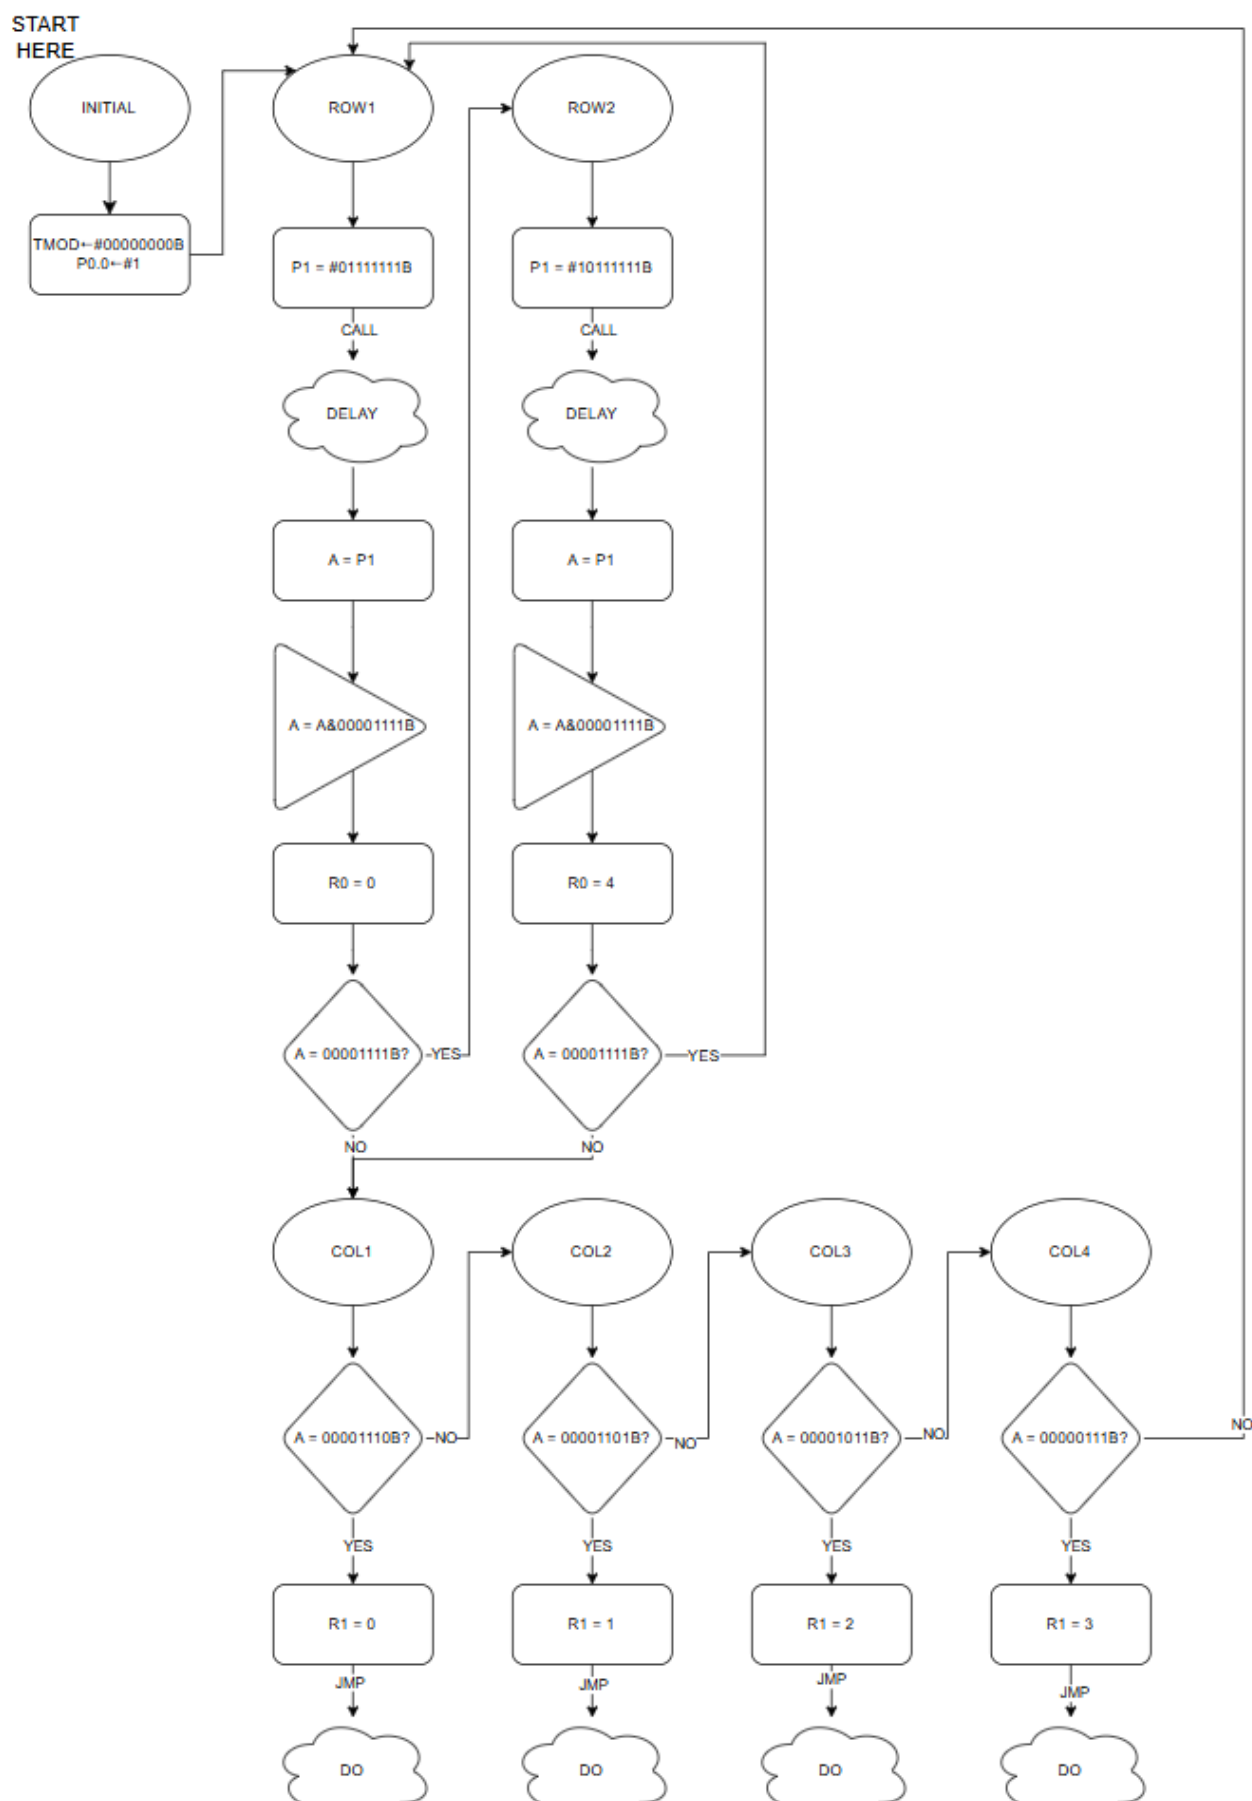 START
HERE
INITIAL
ROW1
ROW2
TMOD←#00000000B
P0.0←#1
P1 = #01111111B
P1 = #10111111B
CALL
CALL
DELAY
DELAY
A = P1
A = P1
A = A&00001111B
A = A&00001111B
R0 = 0
R0 = 4
A = 00001111B?
YES
A = 00001111B?
YES
NO
NO
COL1
COL2
COL3
COL4
A = 00001110B?
NO
A = 00001101B?
NO
A = 00001011B?
NO
A = 00000111B?
NO
YES
YES
YES
YES
R1 = 0
R1 = 1
R1 = 2
R1 = 3
JMP
JMP
JMP
JMP
DO
DO
DO
DO